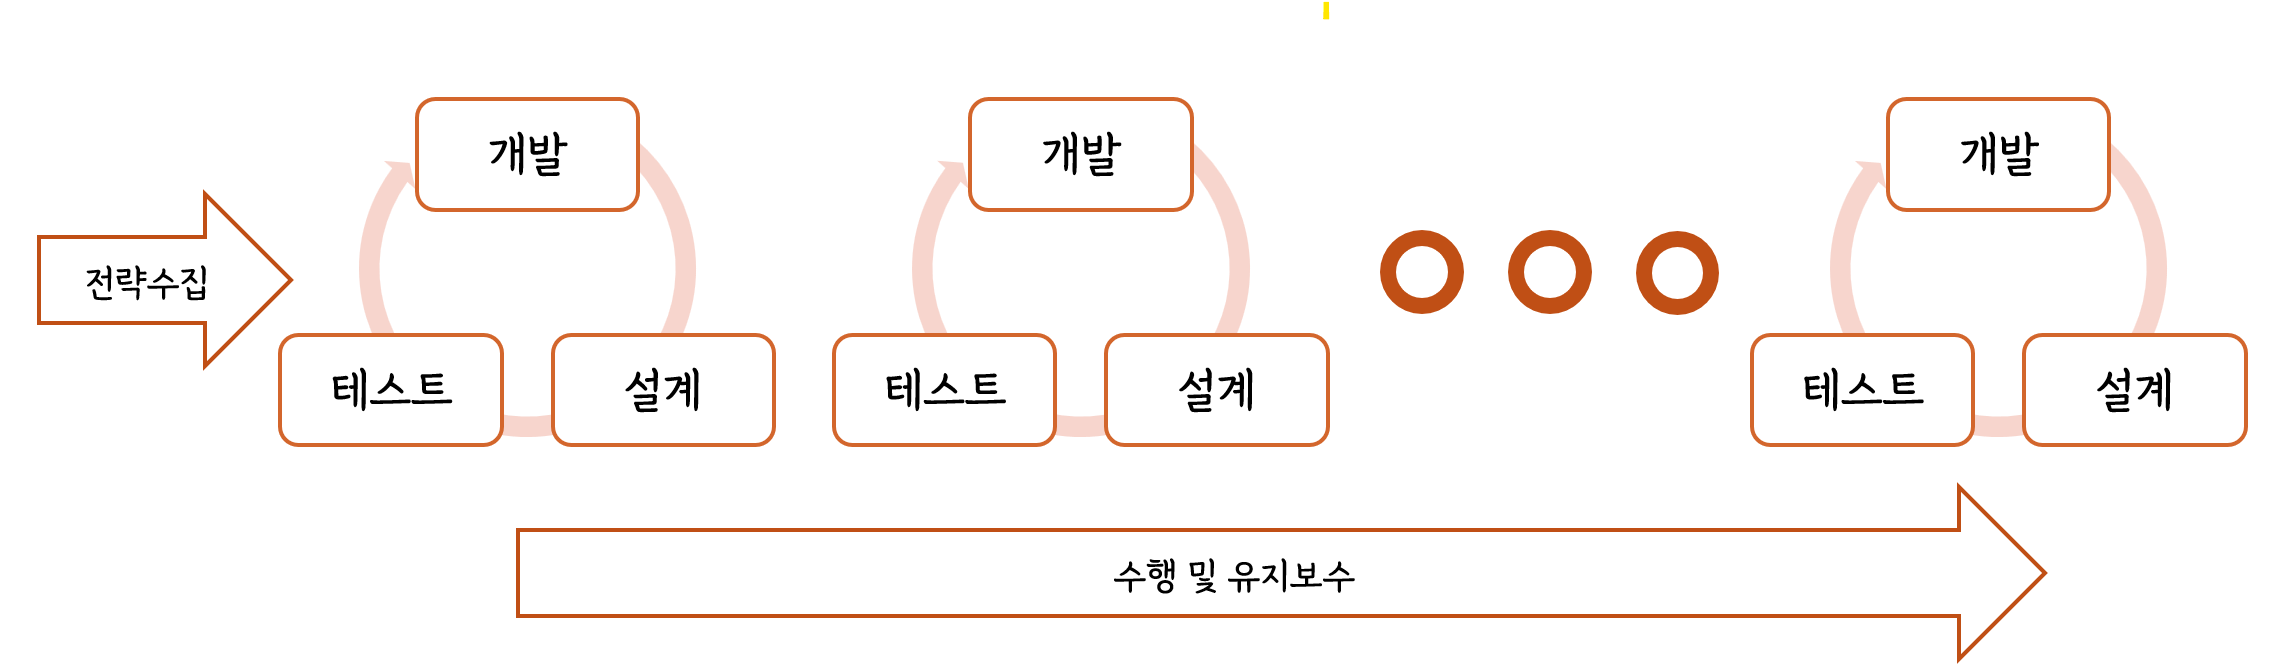 전략수집
개발
테스트
설계
개발
테스트
설계
개발
테스트
설계
수행 및 유지보수